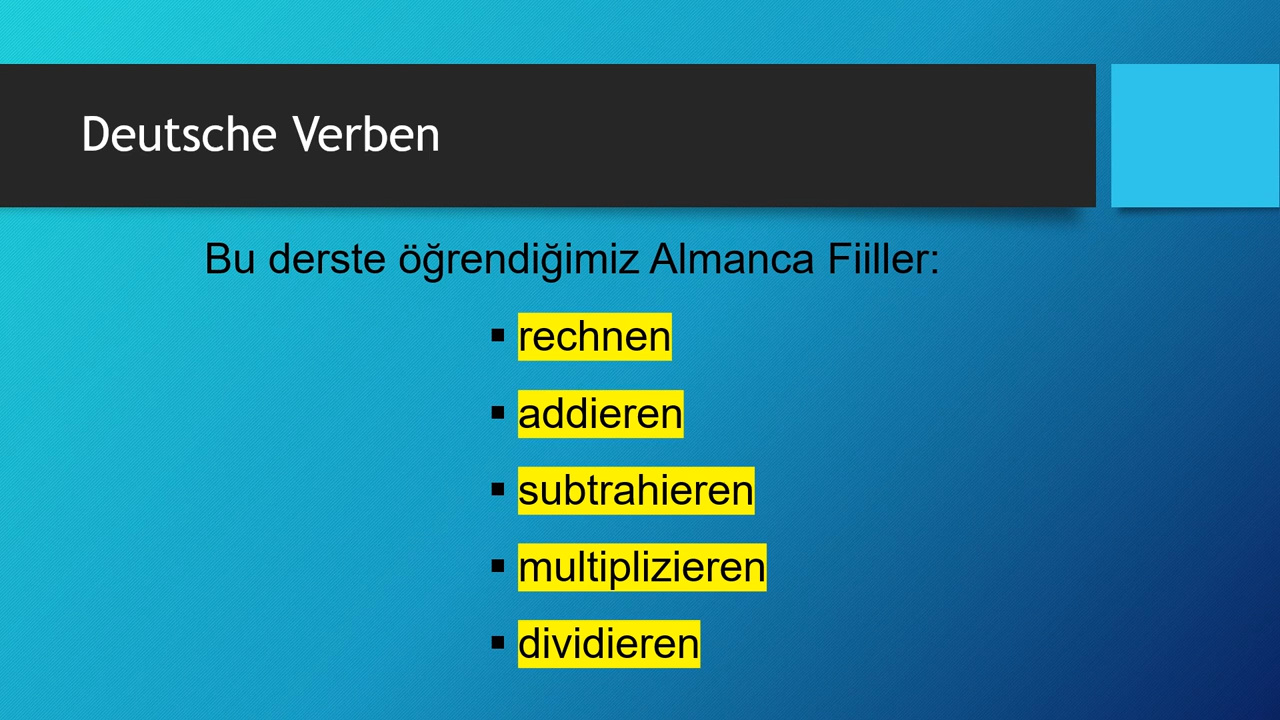 Deutsche Verben
Bu derste öğrendiğimiz Almanca Fiiller:
▪ rechnen
▪ addieren
▪ subtrahieren
▪ multiplizieren
▪ dividieren